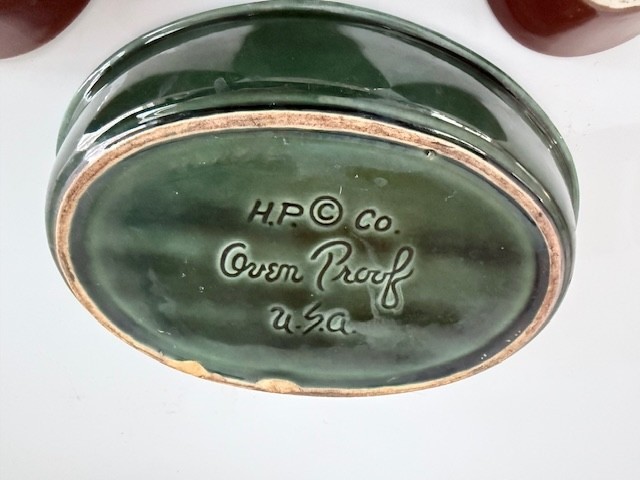 H.P. © Co.
Oven Proof
U.S.A.